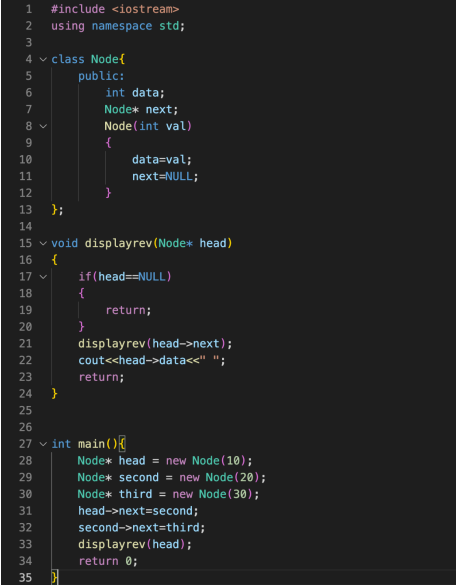 1 #include <iostream>
2 using namespace std;
3
4 class Node{
5     public:
6         int data;
7         Node* next;
8         Node(int val)
9         {
10             data=val;
11             next=NULL;
12         }
13 };
14
15 void displayrev(Node* head)
16 {
17     if(head==NULL)
18     {
19         return;
20     }
21     displayrev(head->next);
22     cout<<head->data<<" ";
23     return;
24 }
25
26
27 int main(){
28     Node* head = new Node(10);
29     Node* second = new Node(20);
30     Node* third = new Node(30);
31     head->next=second;
32     second->next=third;
33     displayrev(head);
34     return 0;
35 }